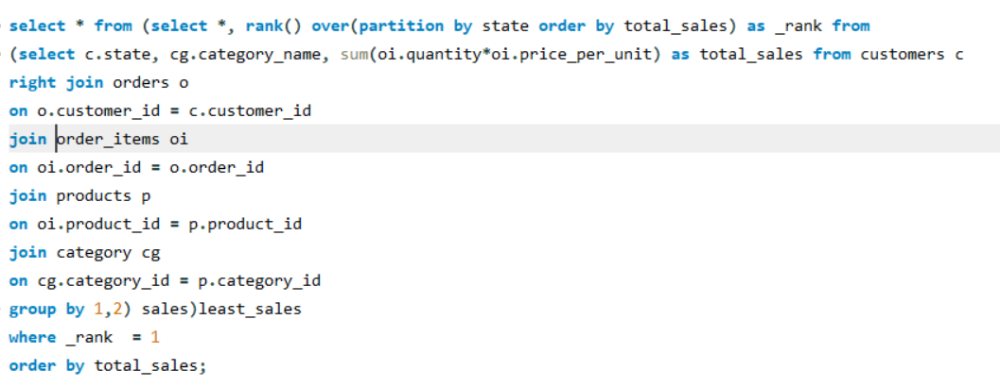 select * from (select *, rank() over(partition by state order by total_sales) as _rank from
(select c.state, cg.category_name, sum(oi.quantity*oi.price_per_unit) as total_sales from customers c
right join orders o
on o.customer_id = c.customer_id
join order_items oi
on oi.order_id = o.order_id
join products p
on oi.product_id = p.product_id
join category cg
on cg.category_id = p.category_id
group by 1,2) sales)least_sales
where _rank  = 1
order by total_sales;